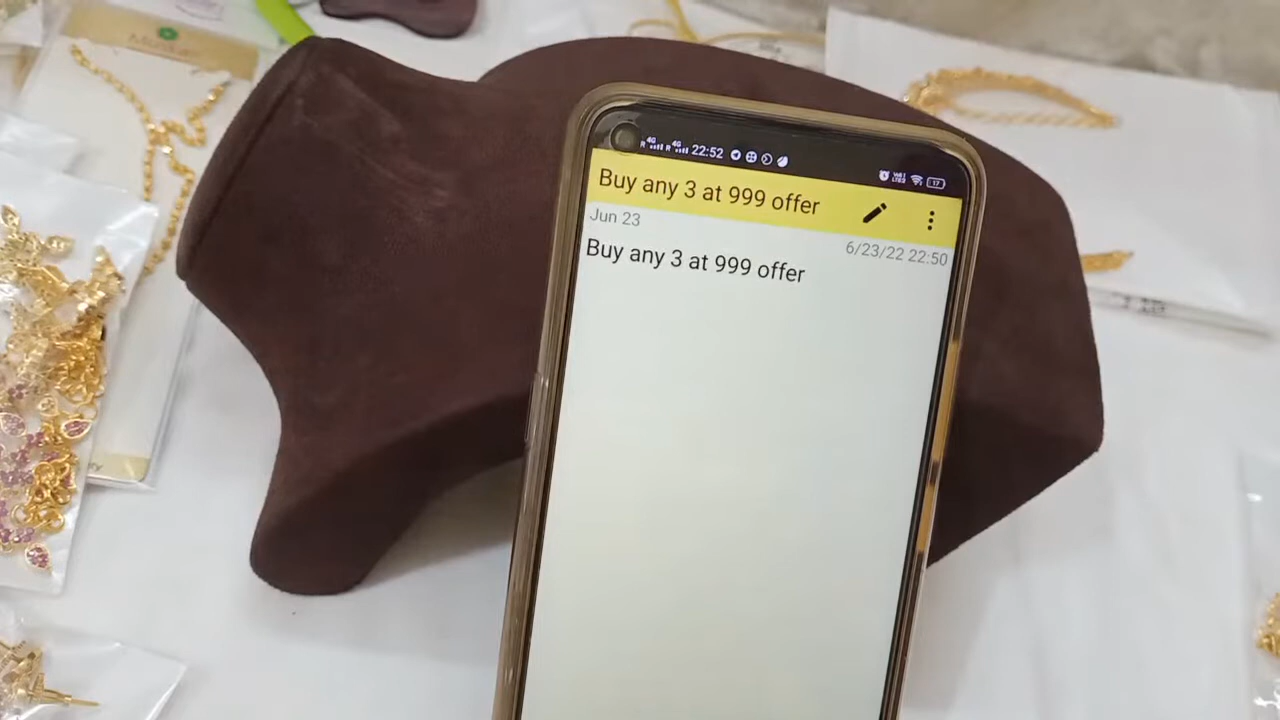 22:52
17
Buy any 3 at 999 offer
Jun 23
6/23/22 22:50
Buy any 3 at 999 offer